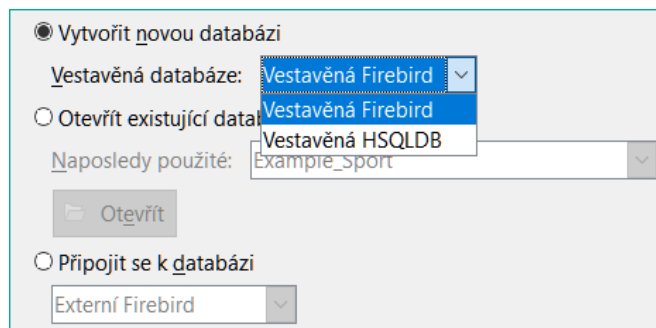 Vytvořit novou databázi
Vestavěná databáze: Vestavěná Firebird
Vestavěná Firebird
Otevřít existující datab
Vestavěná HSQLDB
Naposledy použité: Example_Sport
Otevřít
Připojit se k databázi
Externí Firebird